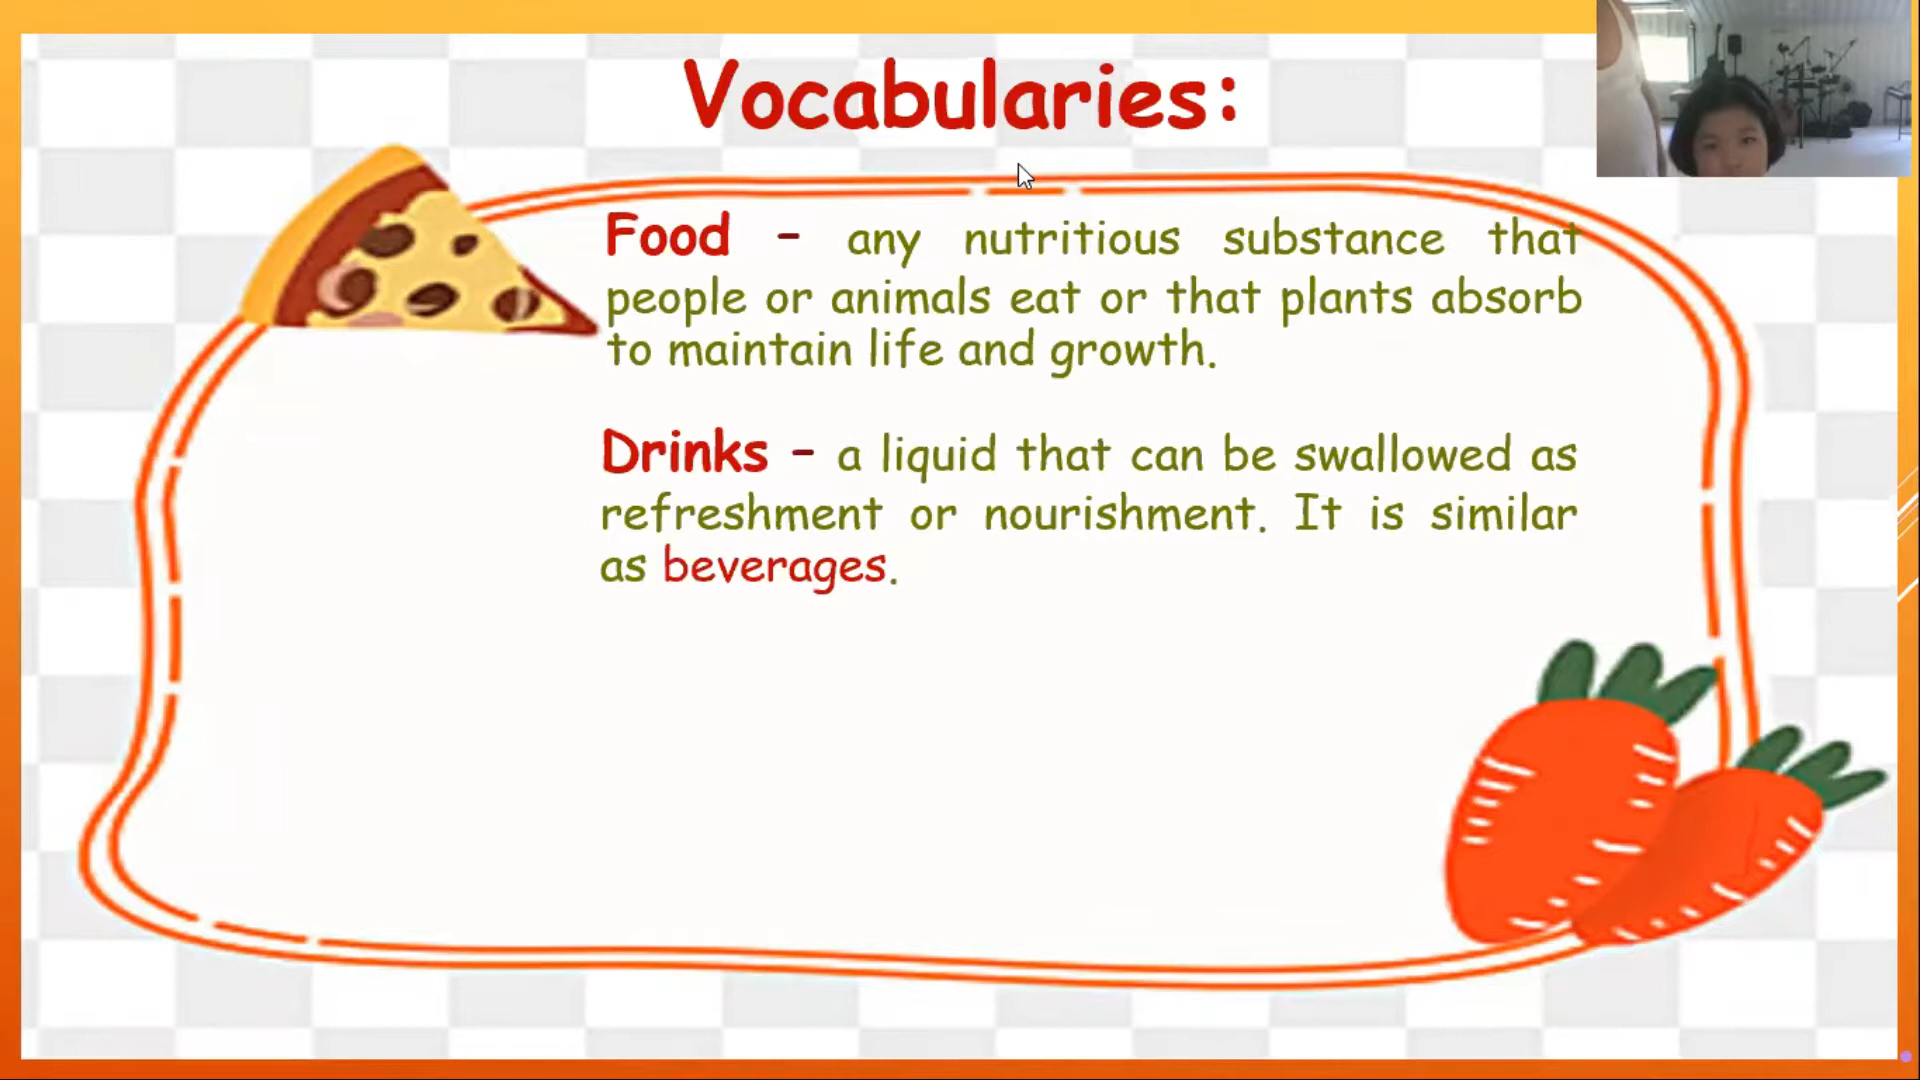 Vocabularies:
Food - any nutritious substance that
people or animals eat or that plants absorb
to maintain life and growth.
Drinks - a liquid that can be swallowed as
refreshment or nourishment. It is similar
as beverages.